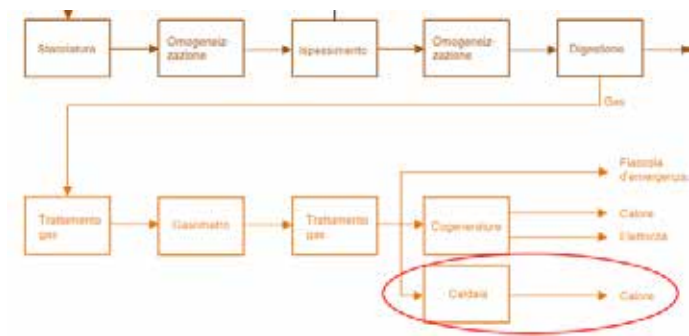 Stacciatura
Omogeneiz-
zazione
Ispessimento
Omogeneiz-
zazione
Digestione
Gas
Fiaccola
d'emergenza
Trattamento
gas
Gasometro
Trattamento
gas
Cogeneratore
Calore
Elettricità
Caldaia
Calore